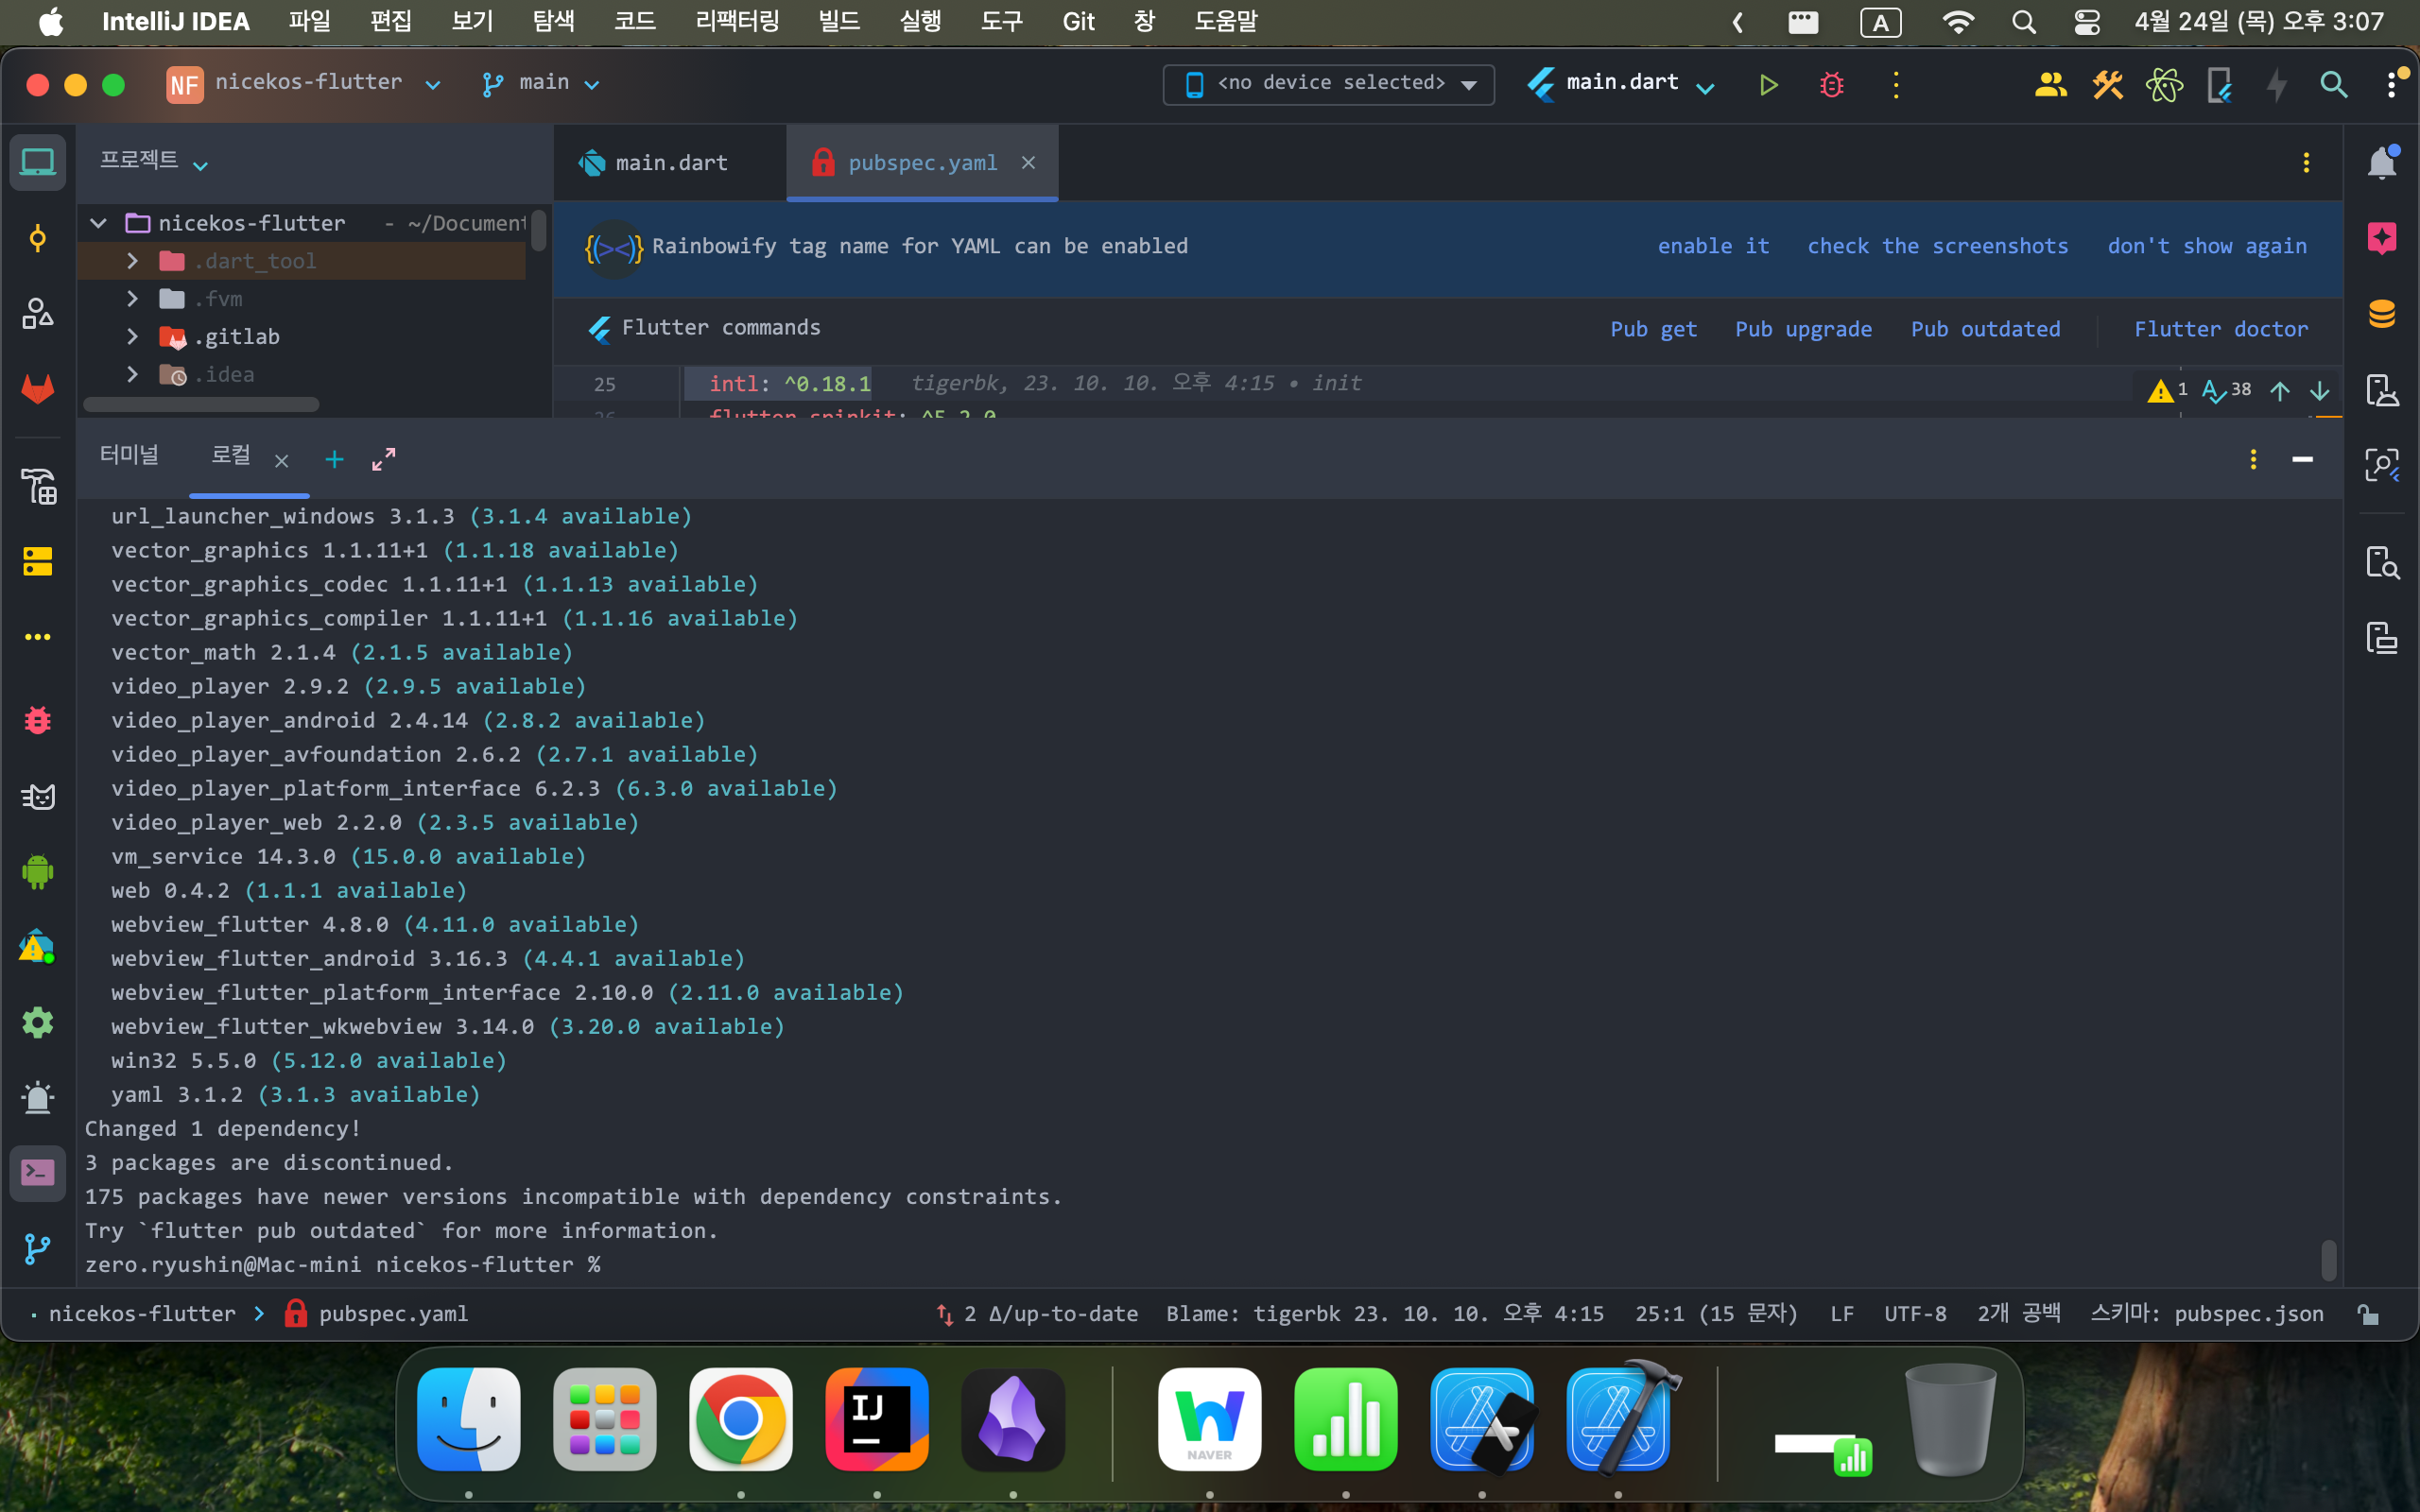 IntelliJ IDEA 파일 편집 보기 탐색 코드 리팩터링 빌드 실행 도구 Git 창 도움말 A 4월 24일 (목) 오후 3:07
NF nicekos-flutter main <no device selected> main.dart
프로젝트
main.dart pubspec.yaml
nicekos-flutter - ~/Document
.dart_tool
.fvm
.gitlab
.idea
Rainbowify tag name for YAML can be enabled enable it check the screenshots don't show again
Flutter commands Pub get Pub upgrade Pub outdated Flutter doctor
25 intl: ^0.18.1 tigerbk, 23. 10. 10. 오후 4:15 • init 1 38
26 flutter_spinkit: ^5.2.0
터미널 로컬
url_launcher_windows 3.1.3 (3.1.4 available)
vector_graphics 1.1.11+1 (1.1.18 available)
vector_graphics_codec 1.1.11+1 (1.1.13 available)
vector_graphics_compiler 1.1.11+1 (1.1.16 available)
vector_math 2.1.4 (2.1.5 available)
video_player 2.9.2 (2.9.5 available)
video_player_android 2.4.14 (2.8.2 available)
video_player_avfoundation 2.6.2 (2.7.1 available)
video_player_platform_interface 6.2.3 (6.3.0 available)
video_player_web 2.2.0 (2.3.5 available)
vm_service 14.3.0 (15.0.0 available)
web 0.4.2 (1.1.1 available)
webview_flutter 4.8.0 (4.11.0 available)
webview_flutter_android 3.16.3 (4.4.1 available)
webview_flutter_platform_interface 2.10.0 (2.11.0 available)
webview_flutter_wkwebview 3.14.0 (3.20.0 available)
win32 5.5.0 (5.12.0 available)
yaml 3.1.2 (3.1.3 available)
Changed 1 dependency!
3 packages are discontinued.
175 packages have newer versions incompatible with dependency constraints.
Try `flutter pub outdated` for more information.
zero.ryushin@Mac-mini nicekos-flutter %
nicekos-flutter pubspec.yaml 2 Δ/up-to-date Blame: tigerbk 23. 10. 10. 오후 4:15 25:1 (15 문자) LF UTF-8 2개 공백 스키마: pubspec.json
IJ
NAVER